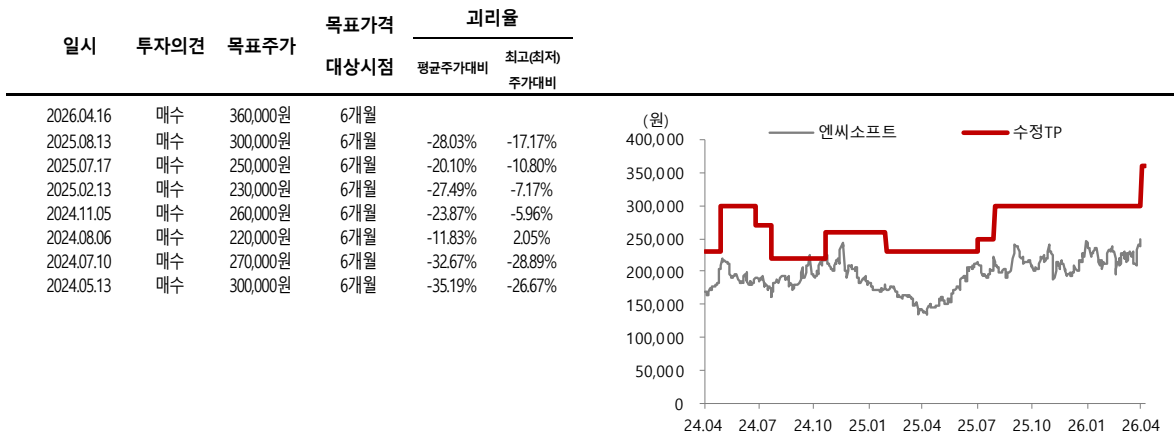 일시 투자의견 목표주가 목표가격 대상시점 괴리율
평균주가대비 최고(최저) 주가대비
2026.04.16 매수 360,000원 6개월
2025.08.13 매수 300,000원 6개월 -28.03% -17.17%
2025.07.17 매수 250,000원 6개월 -20.10% -10.80%
2025.02.13 매수 230,000원 6개월 -27.49% -7.17%
2024.11.05 매수 260,000원 6개월 -23.87% -5.96%
2024.08.06 매수 220,000원 6개월 -11.83% 2.05%
2024.07.10 매수 270,000원 6개월 -32.67% -28.89%
2024.05.13 매수 300,000원 6개월 -35.19% -26.67%
(원)
엔씨소프트 수정TP
400,000
350,000
300,000
250,000
200,000
150,000
100,000
50,000
0
24.04 24.07 24.10 25.01 25.04 25.07 25.10 26.01 26.04